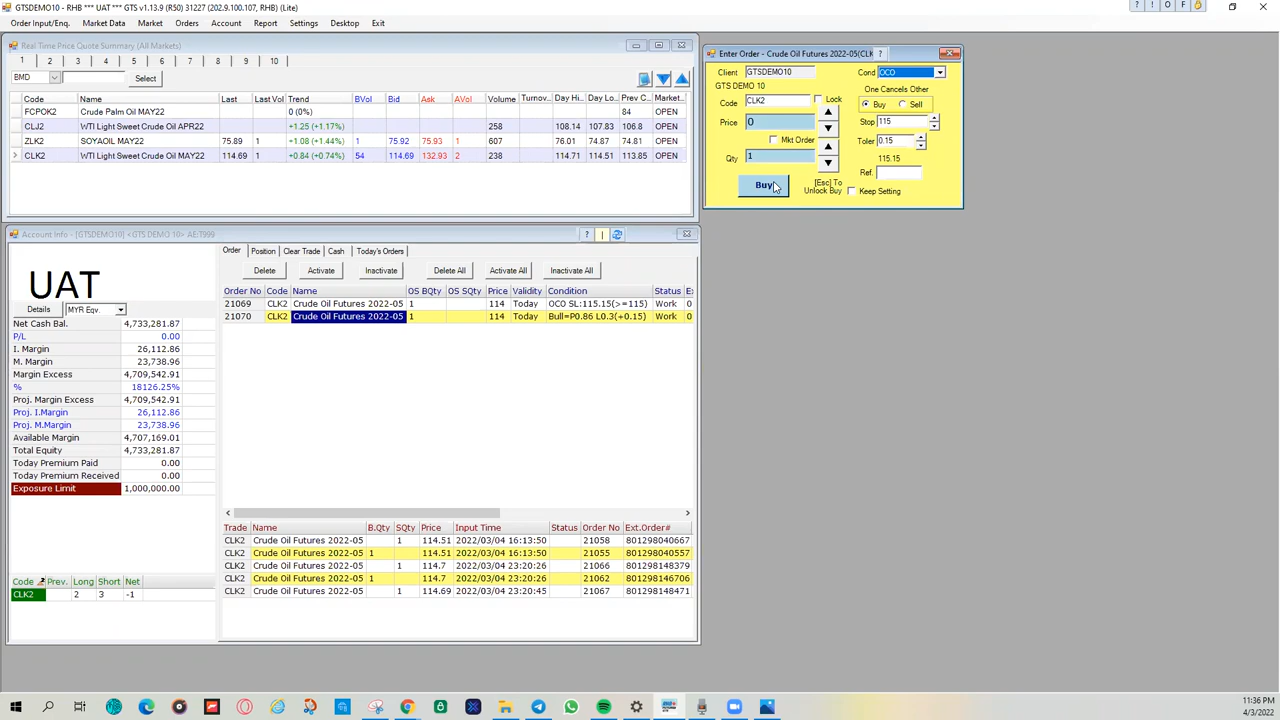 GTSDEMO10 - RHB *** UAT *** GTS v1.13.9 (R50) 31227 (202.9.100.107, RHB) (Lite)
Order Input/Enq. Market Data Market Orders Account Report Settings Desktop Exit
Real Time Price Quote Summary (All Markets)
1 2 3 4 5 6 7 8 9 10
BMD Select
Code Name Last Last Vol Trend BVol Bid Ask AVol Volume Turnov... Day Hi... Day Lo... Prev C... Market...
FCPOK2 Crude Palm Oil MAY22 0 (0%) 84 OPEN
CLJ2 WTI Light Sweet Crude Oil APR22 +1.25 (+1.17%) 258 108.14 107.83 106.8 OPEN
ZLK2 SOYAOIL MAY22 75.89 1 +1.08 (+1.44%) 1 75.92 75.93 1 607 76.01 74.87 74.81 OPEN
CLK2 WTI Light Sweet Crude Oil MAY22 114.69 1 +0.84 (+0.74%) 54 114.69 132.93 2 238 114.71 114.51 113.85 OPEN
Enter Order - Crude Oil Futures 2022-05(CLK ?
Client GTSDEMO10 Cond OCO
GTS DEMO 10 One Cancels Other
Code CLK2 Lock Buy Sell
Price 0 Stop 115
Mkt Order Toler 0.15
Qty 1 115.15
Ref.
Buy [Esc] To Unlock Buy Keep Setting
Account Info - [GTSDEMO10] <GTS DEMO 10> AE:T999 ?
UAT
Details MYR Eqv.
Net Cash Bal. 4,733,281.87
P/L 0.00
I. Margin 26,112.86
M. Margin 23,738.96
Margin Excess 4,709,542.91
% 18126.25%
Proj. Margin Excess 4,709,542.91
Proj. I.Margin 26,112.86
Proj. M.Margin 23,738.96
Available Margin 4,707,169.01
Total Equity 4,733,281.87
Today Premium Paid 0.00
Today Premium Received 0.00
Exposure Limit 1,000,000.00
Code Prev. Long Short Net
CLK2 2 3 -1
Order Position Clear Trade Cash Today's Orders
Delete Activate Inactivate Delete All Activate All Inactivate All
Order No Code Name OS BQty OS SQty Price Validity Condition Status E
21069 CLK2 Crude Oil Futures 2022-05 1 114 Today OCO SL:115.15(>=115) Work 0
21070 CLK2 Crude Oil Futures 2022-05 1 114 Today Bull=P0.86 L0.3(+0.15) Work 0
Trade Name B.Qty SQty Price Input Time Status Order No Ext.Order#
CLK2 Crude Oil Futures 2022-05 1 114.51 2022/03/04 16:13:50 21058 801298040667
CLK2 Crude Oil Futures 2022-05 1 114.51 2022/03/04 16:13:50 21055 801298040557
CLK2 Crude Oil Futures 2022-05 1 114.7 2022/03/04 23:20:26 21066 801298148379
CLK2 Crude Oil Futures 2022-05 1 114.7 2022/03/04 23:20:26 21062 801298146706
CLK2 Crude Oil Futures 2022-05 1 114.69 2022/03/04 23:20:45 21067 801298148471
11:36 PM
4/3/2022